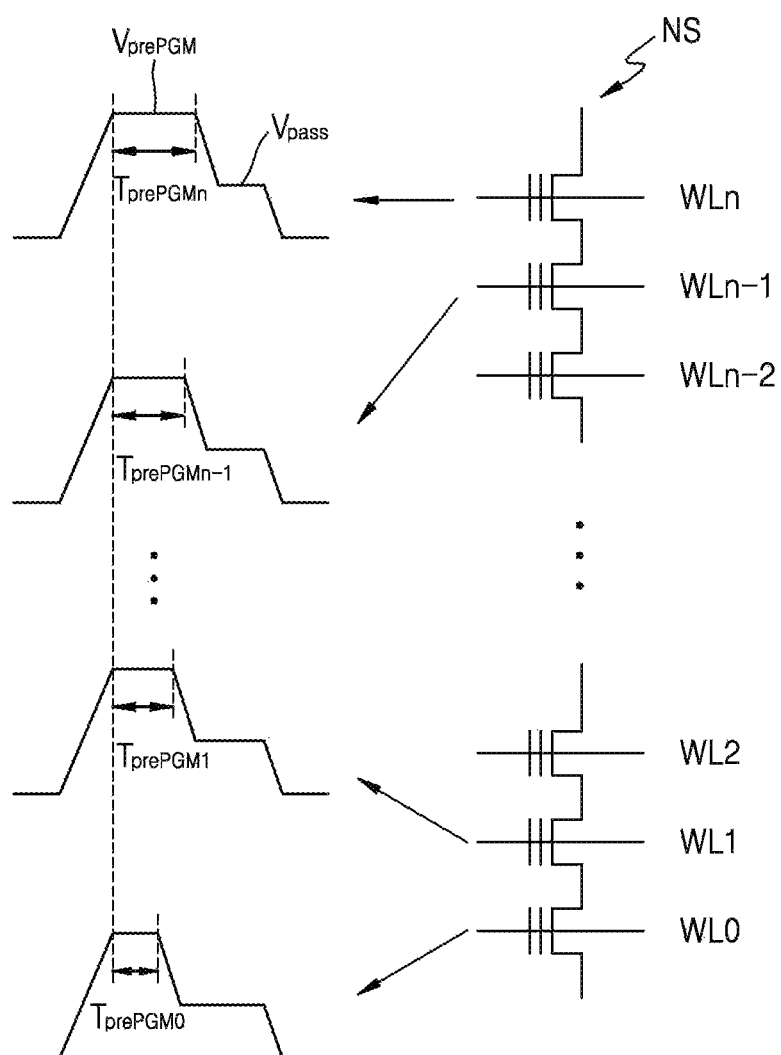 NS
VprePGM
Vpass
TprePGMn
WLn
WLn-1
WLn-2
TprePGMn-1
TprePGM1
WL2
WL1
WL0
TprePGM0